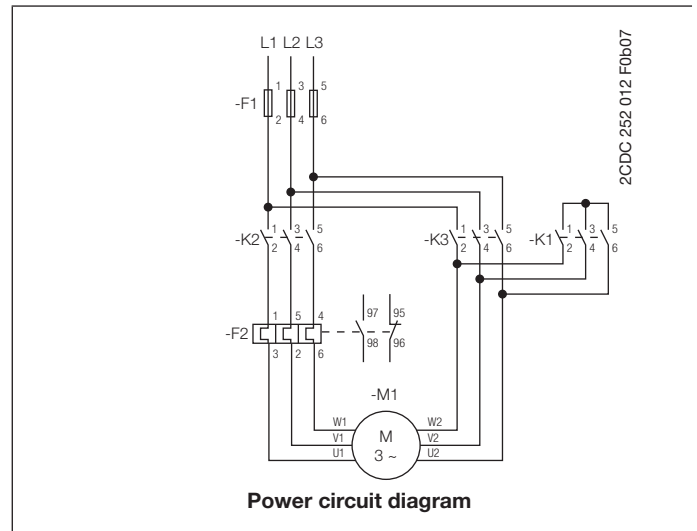 L1 L2 L3
1 3 5
-F1
2 4 6
2CDC 252 012 F0b07
1 3 5 1 3 5 1 3 5
-K2 -K3 -K1
2 4 6 2 4 6 2 4 6
1 5 4 97 95
-F2
3 2 6 98 96
-M1
W1 W2
M
V1 V2
3 ~
U1 U2
Power circuit diagram